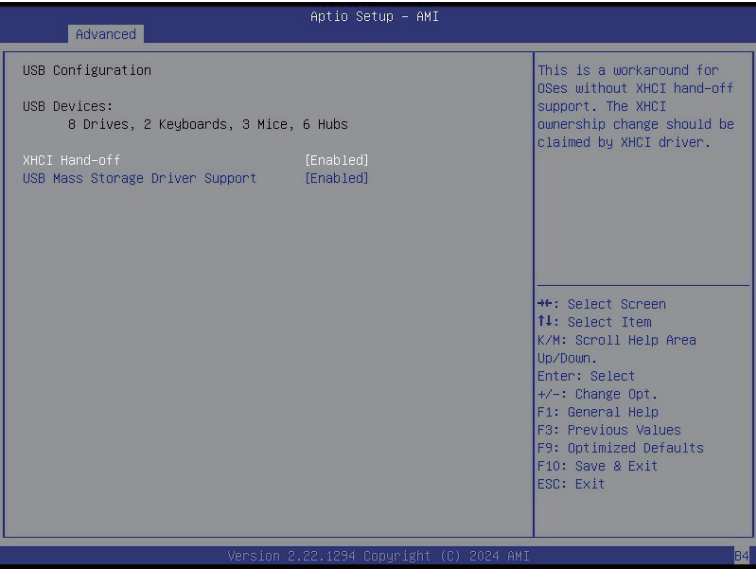 Aptio Setup – AMI
Advanced
USB Configuration
USB Devices:
8 Drives, 2 Keyboards, 3 Mice, 6 Hubs
XHCI Hand-off [Enabled]
USB Mass Storage Driver Support [Enabled]
This is a workaround for
OSes without XHCI hand-off
support. The XHCI
ownership change should be
claimed by XHCI driver.
→←: Select Screen
↑↓: Select Item
K/M: Scroll Help Area
Up/Down.
Enter: Select
+/-: Change Opt.
F1: General Help
F3: Previous Values
F9: Optimized Defaults
F10: Save & Exit
ESC: Exit
Version 2.22.1294 Copyright (C) 2024 AMI
B4